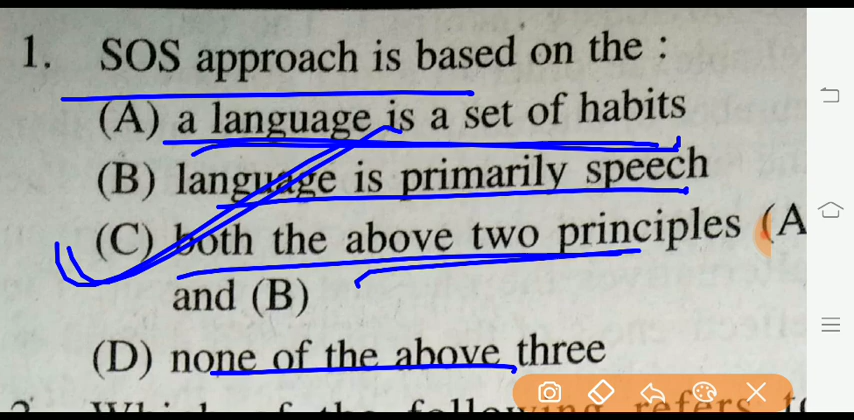 1. SOS approach is based on the :
(A) a language is a set of habits
(B) language is primarily speech
(C) both the above two principles (A
and (B)
(D) none of the above three